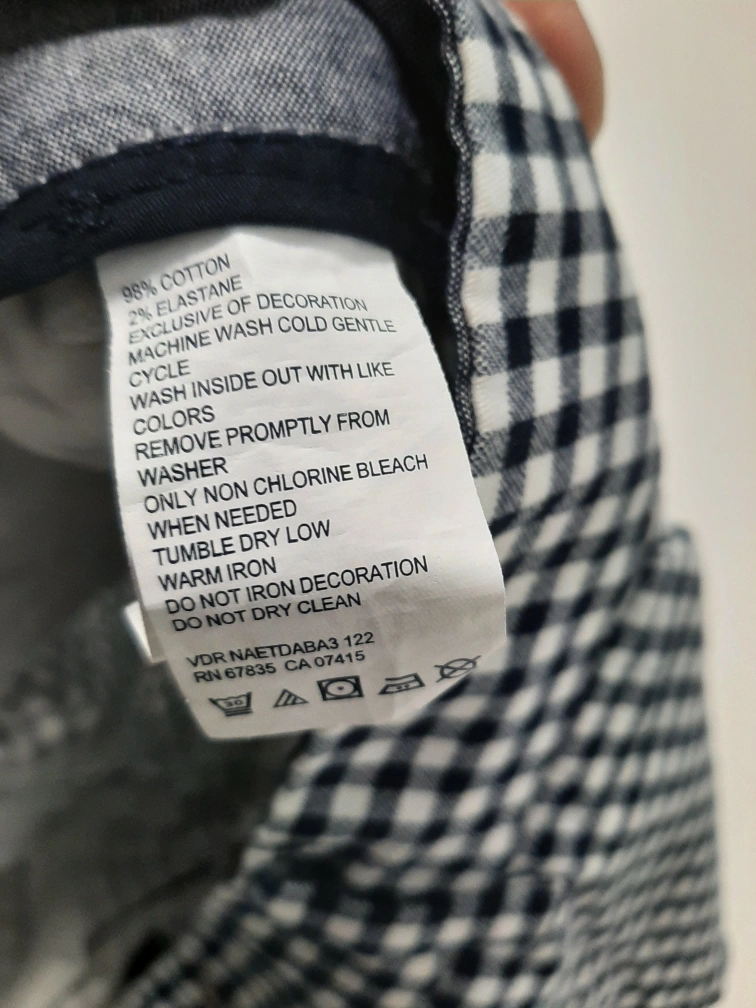 98% COTTON
2% ELASTANE
EXCLUSIVE OF DECORATION
MACHINE WASH COLD GENTLE
CYCLE
WASH INSIDE OUT WITH LIKE
COLORS
REMOVE PROMPTLY FROM
WASHER
ONLY NON CHLORINE BLEACH
WHEN NEEDED
TUMBLE DRY LOW
WARM IRON
DO NOT IRON DECORATION
DO NOT DRY CLEAN
VDR NAETDABA3 122
RN 67835 CA 07415
30